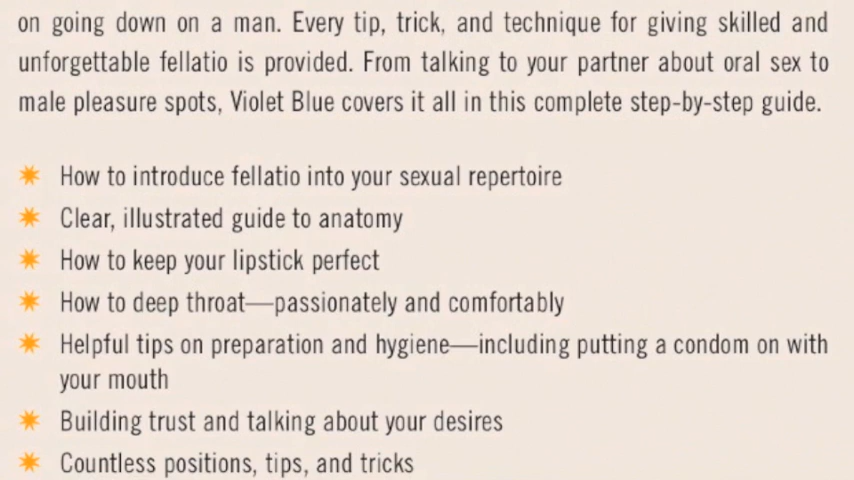 on going down on a man. Every tip, trick, and technique for giving skilled and
unforgettable fellatio is provided. From talking to your partner about oral sex to
male pleasure spots, Violet Blue covers it all in this complete step-by-step guide.
How to introduce fellatio into your sexual repertoire
Clear, illustrated guide to anatomy
How to keep your lipstick perfect
How to deep throat—passionately and comfortably
Helpful tips on preparation and hygiene—including putting a condom on with
your mouth
Building trust and talking about your desires
Countless positions, tips, and tricks